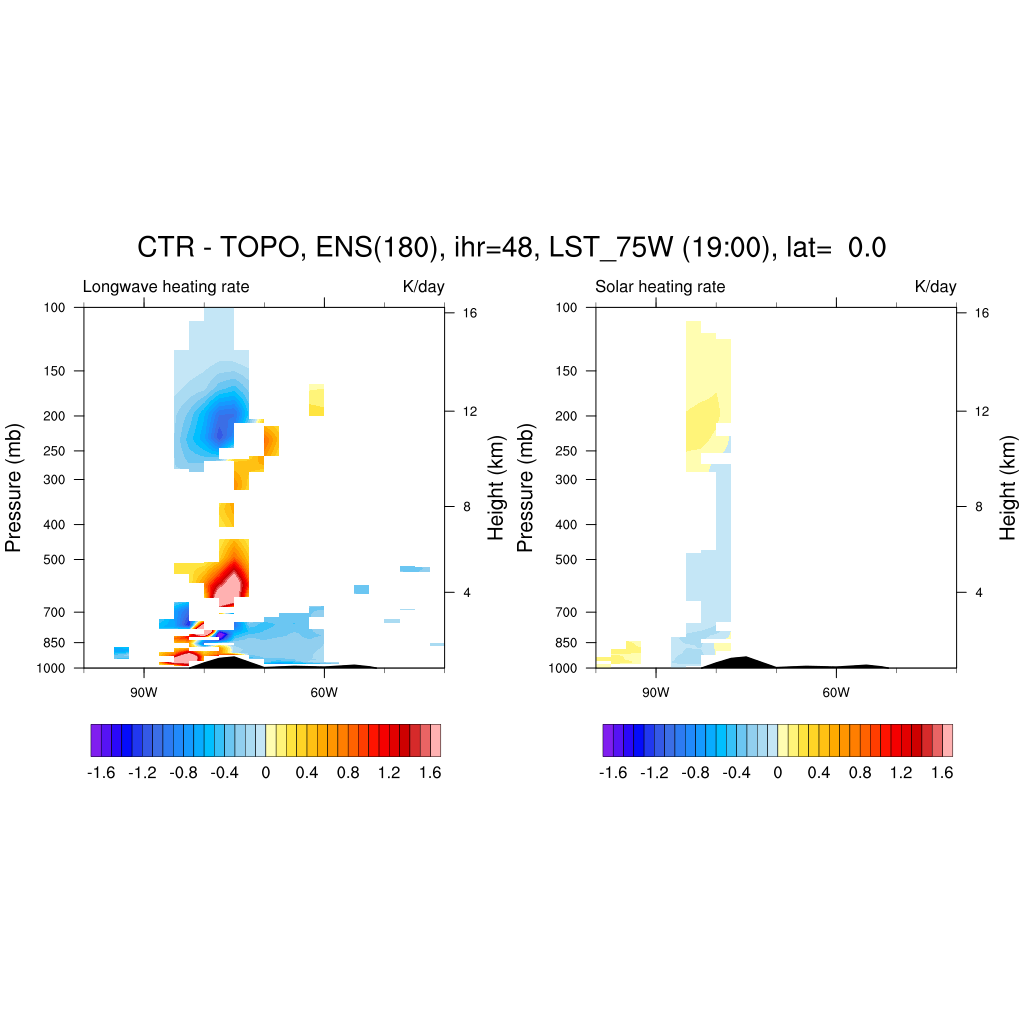 CTR - TOPO, ENS(180), ihr=48, LST_75W (19:00), lat=  0.0
Longwave heating rate K/day
Solar heating rate K/day
Pressure (mb)
100
150
200
250
300
400
500
700
850
1000
16
12
8
4
Height (km)
90W 60W
Pressure (mb)
100
150
200
250
300
400
500
700
850
1000
16
12
8
4
Height (km)
90W 60W
-1.6 -1.2 -0.8 -0.4 0 0.4 0.8 1.2 1.6
-1.6 -1.2 -0.8 -0.4 0 0.4 0.8 1.2 1.6